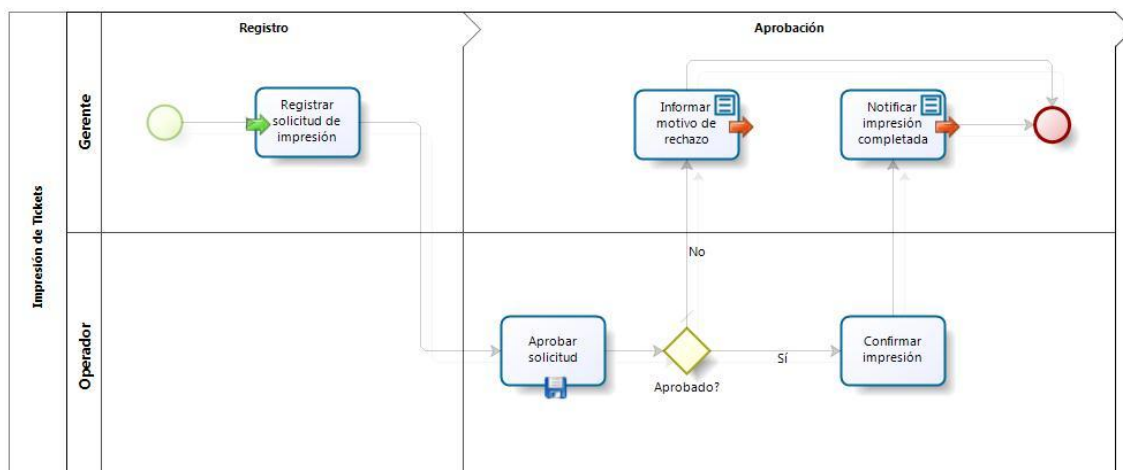 Registro
Aprobación
Impresión de Tickets
Gerente
Registrar
solicitud de
impresión
Informar
motivo de
rechazo
Notificar
impresión
completada
Operador
No
Aprobar
solicitud
Aprobado?
Sí
Confirmar
impresión